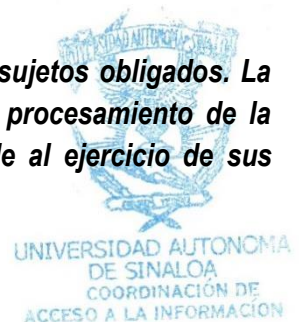 sujetos obligados. La
procesamiento de la
le al ejercicio de sus
UNIVERSIDAD AUTONOMA
DE SINALOA
COORDINACIÓN DE
ACCESO A LA INFORMACIÓN